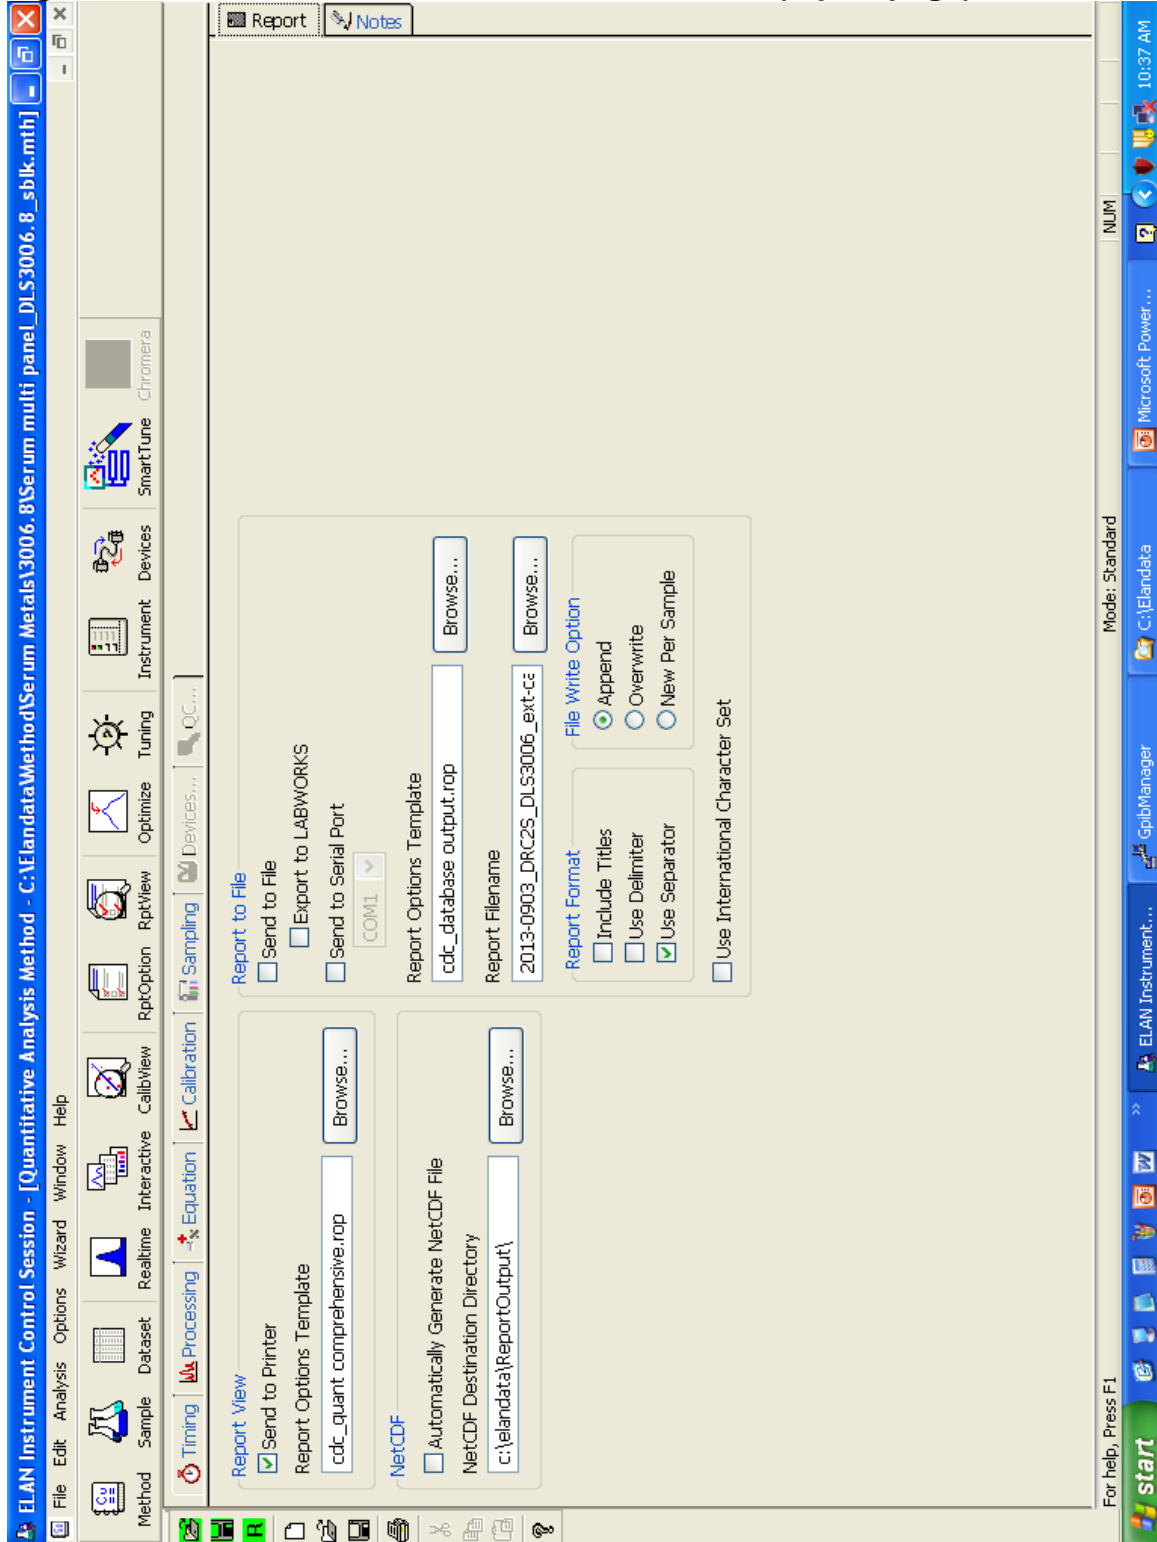 ELAN Instrument Control Session - [Quantitative Analysis Method - C:\Elandata\Method\Serum Metals\3006.8\Serum multi panel_DLS3006.8_sblk.mth]
File Edit Analysis Options Wizard Window Help
Method Sample Dataset Realtime Interactive CalibView RptOption RptView Optimize Tuning Instrument Devices SmartTune Chromera
Timing Processing Equation Calibration Sampling Devices... QC...
Report Notes
Report View
Send to Printer
Report Options Template
cdc_quant comprehensive.rop
Browse...
NetCDF
Automatically Generate NetCDF File
NetCDF Destination Directory
c:\elandata\ReportOutput\
Browse...
Report to File
Send to File
Export to LABWORKS
Send to Serial Port
COM1
Report Options Template
cdc_database output.rop
Browse...
Report Filename
2013-0903_DRC2S_DLS3006_ext-ca
Browse...
Report Format
Include Titles
Use Delimiter
Use Separator
File Write Option
Append
Overwrite
New Per Sample
Use International Character Set
For help, Press F1
Mode: Standard
NUM
start
ELAN Instrument...
GpibManager
C:\Elandata
Microsoft Power...
10:37 AM